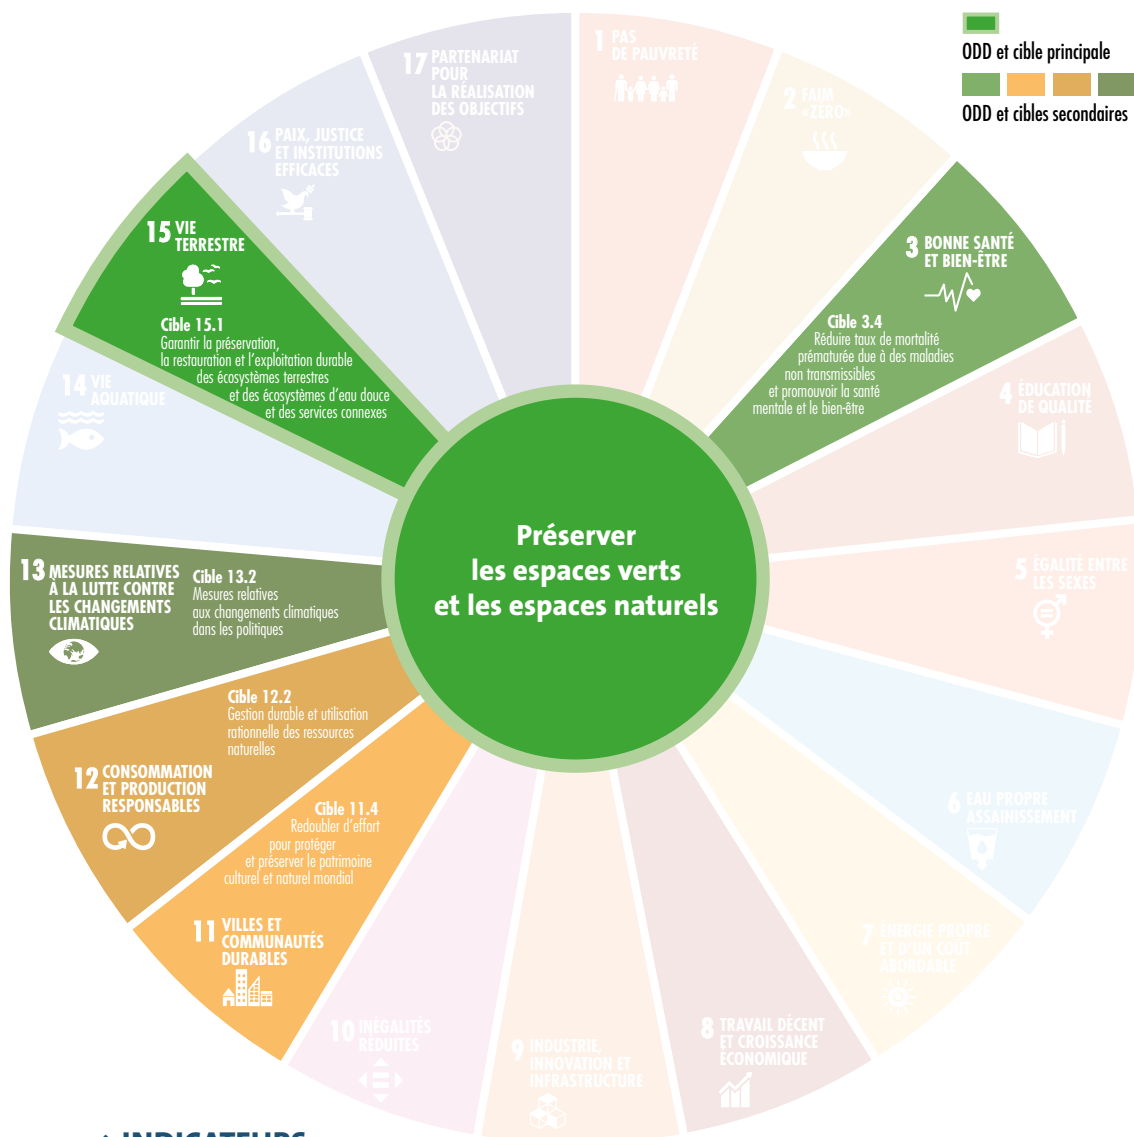 ODD et cible principale
ODD et cibles secondaires
1 PAS
DE PAUVRETÉ
2 FAIM
«ZERO»
3 BONNE SANTÉ
ET BIEN-ÊTRE
Cible 3.4
Réduire taux de mortalité
prématurée due à des maladies
non transmissibles
et promouvoir la santé
mentale et le bien-être
4 ÉDUCATION
DE QUALITÉ
5 ÉGALITÉ ENTRE
LES SEXES
6 EAU PROPRE
ASSAINISSEMENT
7 ENERGIE PROPRE
ET D'UN COÛT
ABORDABLE
8 TRAVAIL DÉCENT
ET CROISSANCE
ECONOMIQUE
9 INDUSTRIE,
INNOVATION ET
INFRASTRUCTURE
10 INÉGALITÉS
RÉDUITES
11 VILLES ET
COMMUNAUTÉS
DURABLES
Cible 11.4
Redoubler d'effort
pour protéger
et préserver le patrimoine
culturel et naturel mondial
12 CONSOMMATION
ET PRODUCTION
RESPONSABLES
Cible 12.2
Gestion durable et utilisation
rationnelle des ressources
naturelles
13 MESURES RELATIVES
À LA LUTTE CONTRE
LES CHANGEMENTS
CLIMATIQUES
Cible 13.2
Mesures relatives
aux changements climatiques
dans les politiques
14 VIE
AQUATIQUE
15 VIE
TERRESTRE
Cible 15.1
Garantir la préservation,
la restauration et l'exploitation durable
des écosystèmes terrestres
et des écosystèmes d'eau douce
et des services connexes
16 PAIX, JUSTICE
ET INSTITUTIONS
EFFICACES
17 PARTENARIAT
POUR
LA RÉALISATION
DES OBJECTIFS
Préserver
les espaces verts
et les espaces naturels
INDICATEURS